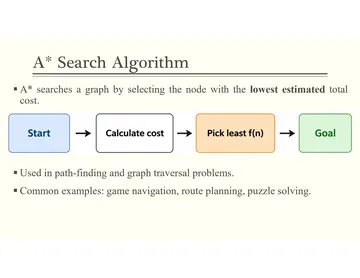 A* Search Algorithm
▪ A* searches a graph by selecting the node with the lowest estimated total
cost.
Start
Calculate cost
Pick least f(n)
Goal
▪ Used in path-finding and graph traversal problems.
▪ Common examples: game navigation, route planning, puzzle solving.